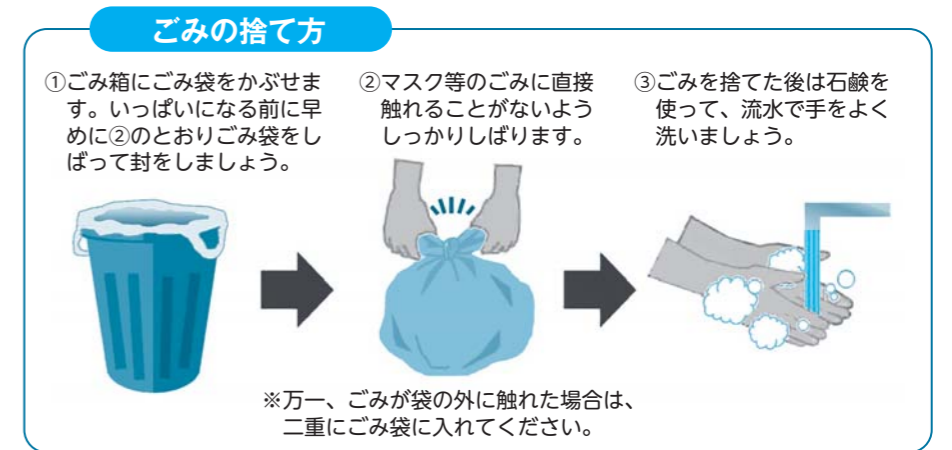 ごみの捨て方
①ごみ箱にごみ袋をかぶせま
す。いっぱいになる前に早
めに②のとおりごみ袋をし
ばって封をしましょう。
②マスク等のごみに直接
触れることがないよう
しっかりしばります。
③ごみを捨てた後は石鹸を
使って、流水で手をよく
洗いましょう。
※万一、ごみが袋の外に触れた場合は、
二重にごみ袋に入れてください。